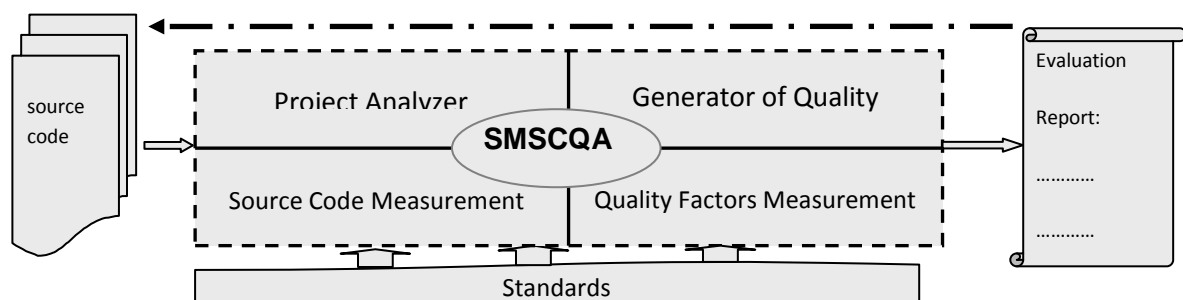 source
code
Project Analyzer
Generator of Quality
SMSCQA
Source Code Measurement
Quality Factors Measurement
Standards
Evaluation
Report:
…………
…………